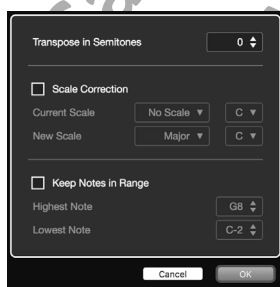 Transpose in Semitones 0
Scale Correction
Current Scale No Scale C
New Scale Major C
Keep Notes in Range
Highest Note G8
Lowest Note C-2
Cancel OK